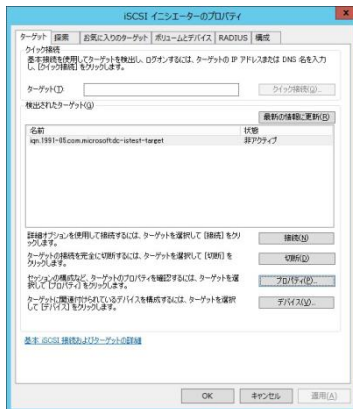 iSCSI イニシエーターのプロパティ
x
ターゲット 探索 お気に入りのターゲット ボリュームとデバイス RADIUS 構成
クイック接続
基本接続を使用してターゲットを検出し、ログオンするには、ターゲットの IP アドレスまたは DNS 名を入力
し、[クイック接続] をクリックします。
ターゲット(T):
クイック接続(Q)...
検出されたターゲット(G)
最新の情報に更新(R)
名前 状態
iqn.1991-05.com.microsoft:dc-istest-target 非アクティブ
詳細オプションを使用して接続するには、ターゲットを選択して [接続] をクリ
ックします。
接続(N)
ターゲットの接続を完全に切断するには、ターゲットを選択して [切断] を
クリックします。
切断(D)
セッションの構成など、ターゲットのプロパティを確認するには、ターゲットを選
択して [プロパティ] をクリックします。
プロパティ(P)...
ターゲットに関連付けられているデバイスを構成するには、ターゲットを選択
して [デバイス] をクリックします。
デバイス(V)...
基本 iSCSI 接続およびターゲットの詳細
OK キャンセル 適用(A)